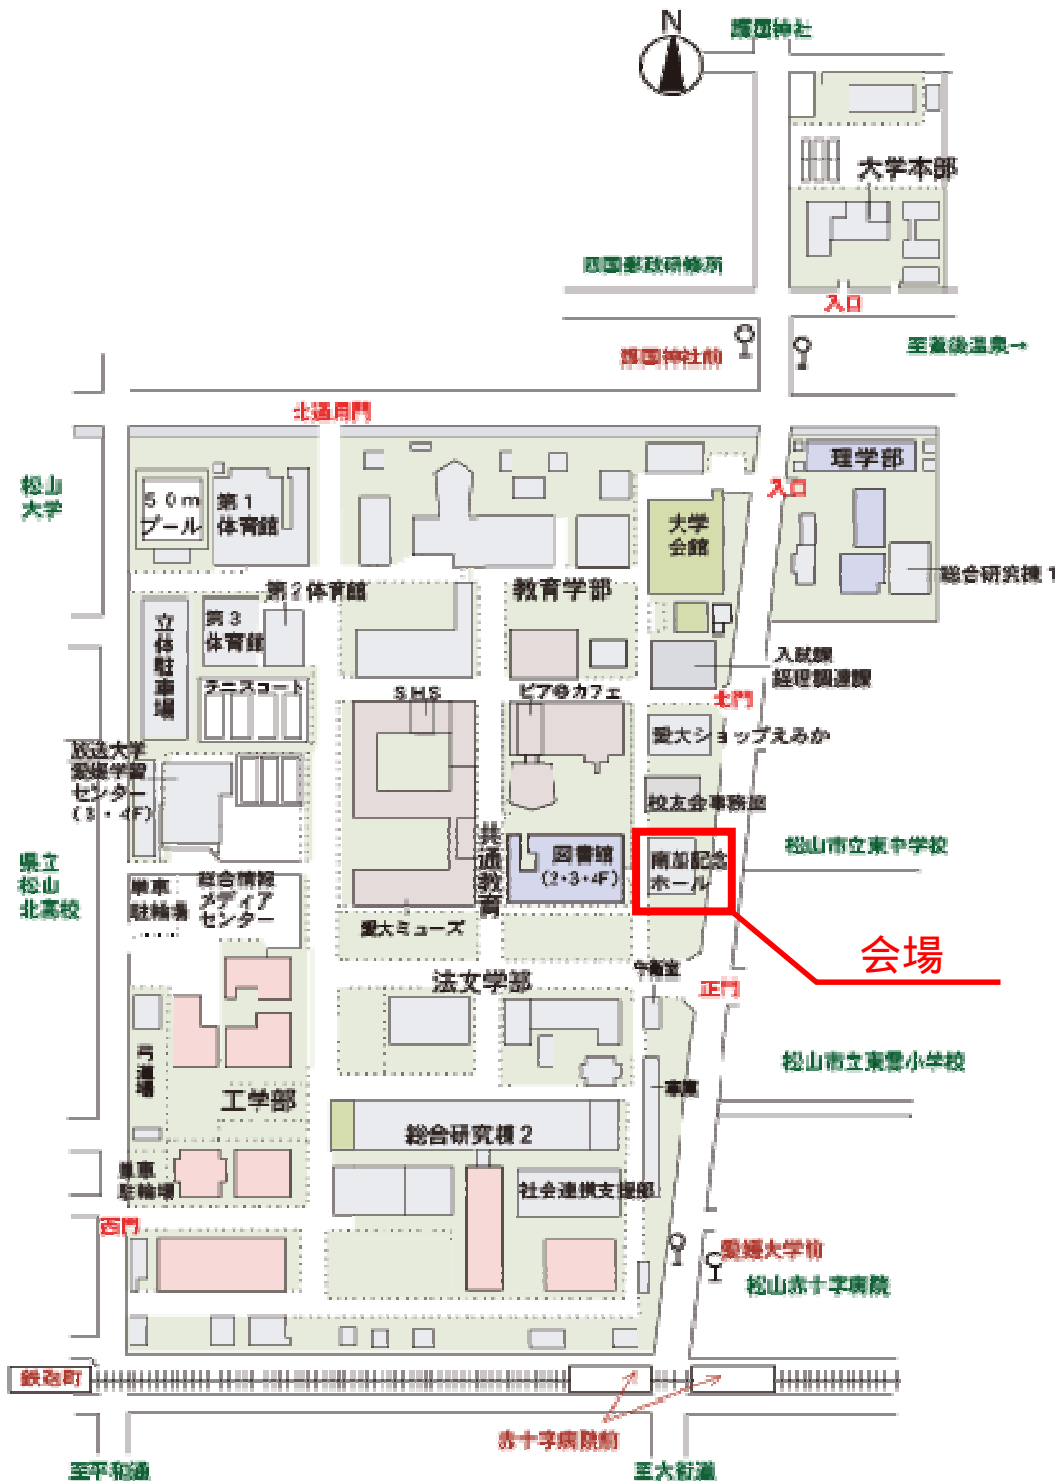 N
護国神社
大学本部
四国郵政研修所
入口
護国神社前
至道後温泉→
北通用門
松山
大学
50m
プール
第1
体育館
大学
会館
理学部
入口
総合研究棟1
教育学部
第2体育館
第3
体育館
立体駐車場
テニスコート
入試課
経理調達課
北門
SHS
ピア@カフェ
愛大ショップえみか
放送大学
愛媛学習
センター
(3・4F)
校友会事務室
共通教育
図書館
(2・3・4F)
南加記念
ホール
松山市立東中学校
県立
松山
北高校
単車
駐輪場
総合情報
メディア
センター
愛大ミューズ
会場
法文学部
守衛室
正門
弓道場
松山市立東雲小学校
工学部
車庫
総合研究棟2
単車
駐輪場
社会連携支援部
西門
愛媛大学前
松山赤十字病院
鉄砲町
赤十字病院前
至平和通
至大街道